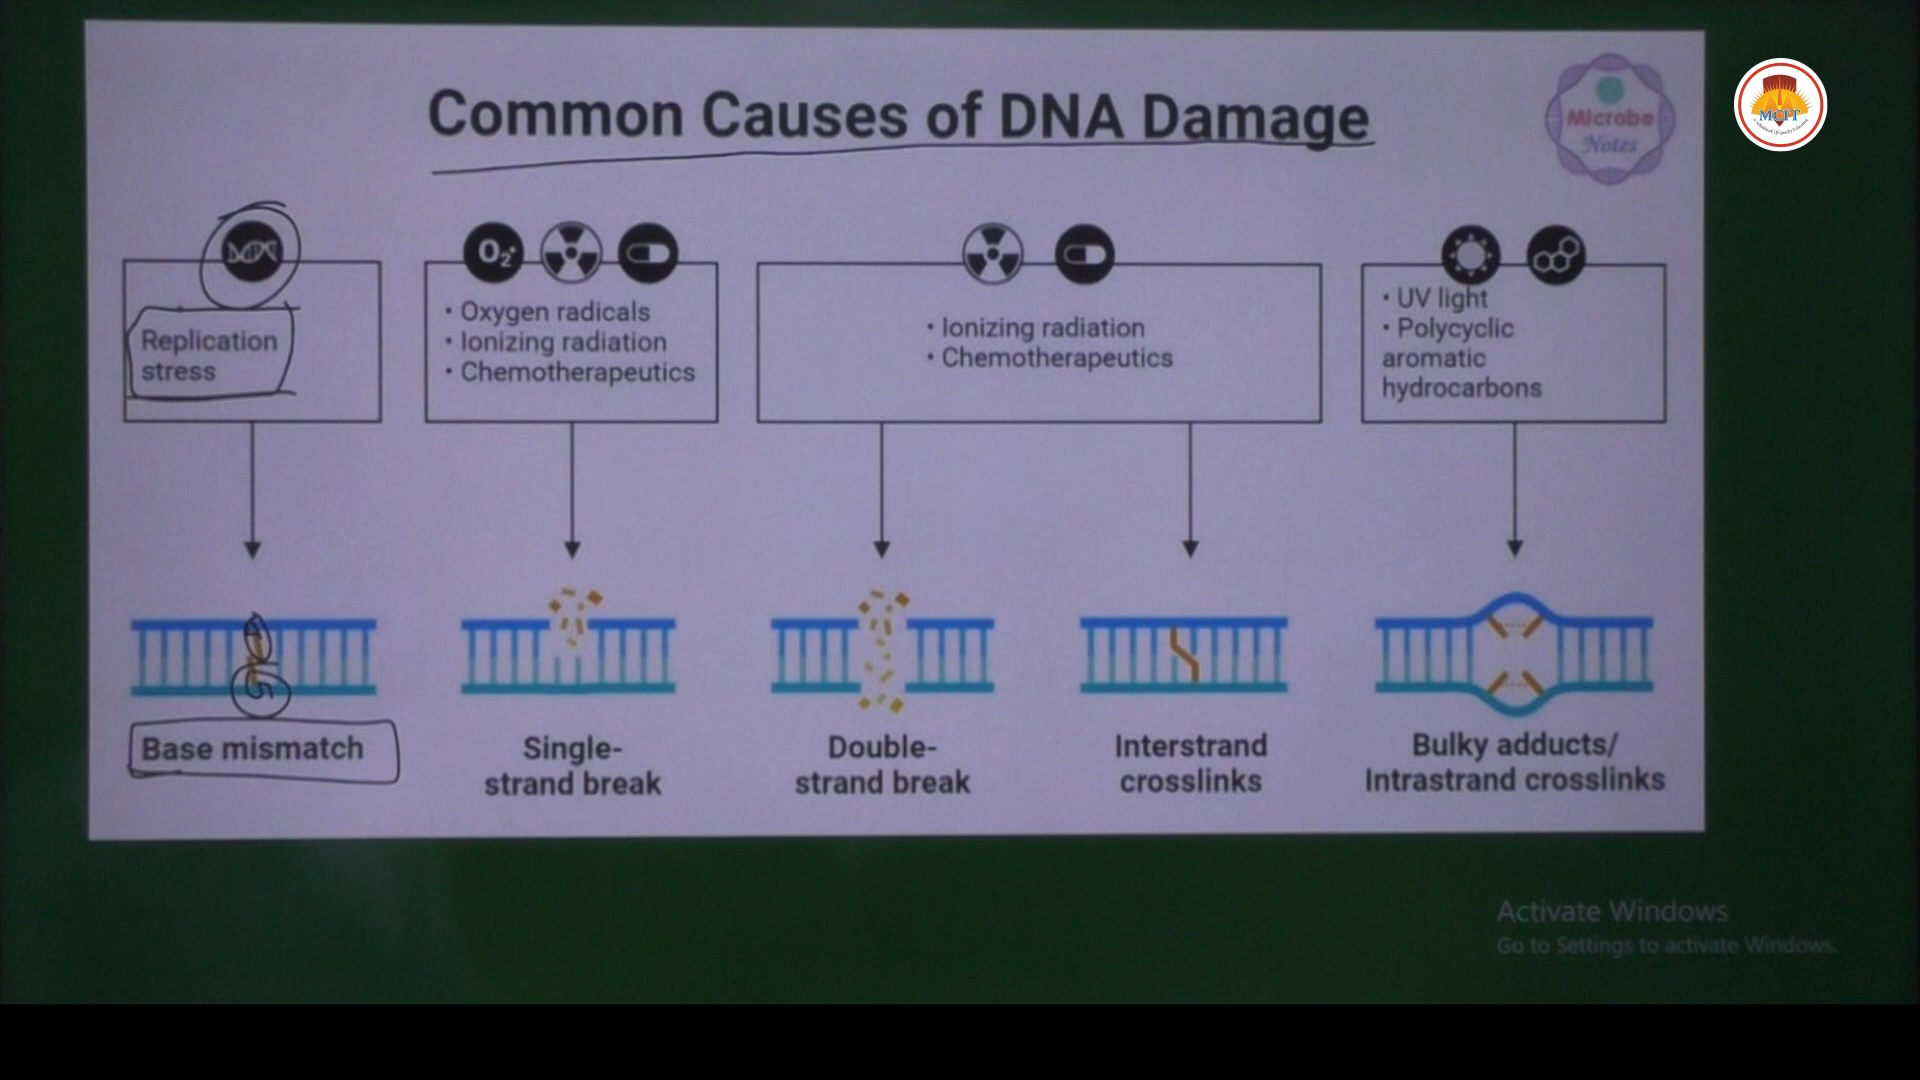 Common Causes of DNA Damage
Microbe
Notes
MCIT
Replication
stress
O₂•
• Oxygen radicals
• Ionizing radiation
• Chemotherapeutics
• Ionizing radiation
• Chemotherapeutics
• UV light
• Polycyclic
aromatic
hydrocarbons
Base mismatch
Single-
strand break
Double-
strand break
Interstrand
crosslinks
Bulky adducts/
Intrastrand crosslinks
Activate Windows
Go to Settings to activate Windows.